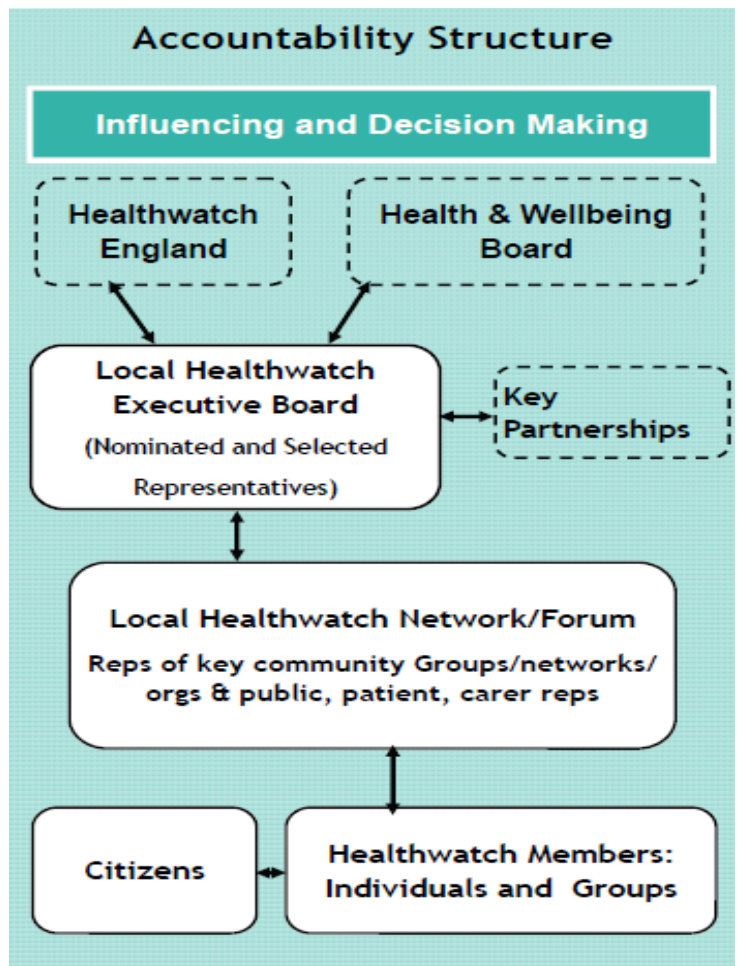 Accountability Structure
Influencing and Decision Making
Healthwatch
England
Health & Wellbeing
Board
Local Healthwatch
Executive Board
(Nominated and Selected
Representatives)
Key
Partnerships
Local Healthwatch Network/Forum
Reps of key community Groups/networks/
orgs & public, patient, carer reps
Citizens
Healthwatch Members:
Individuals and Groups